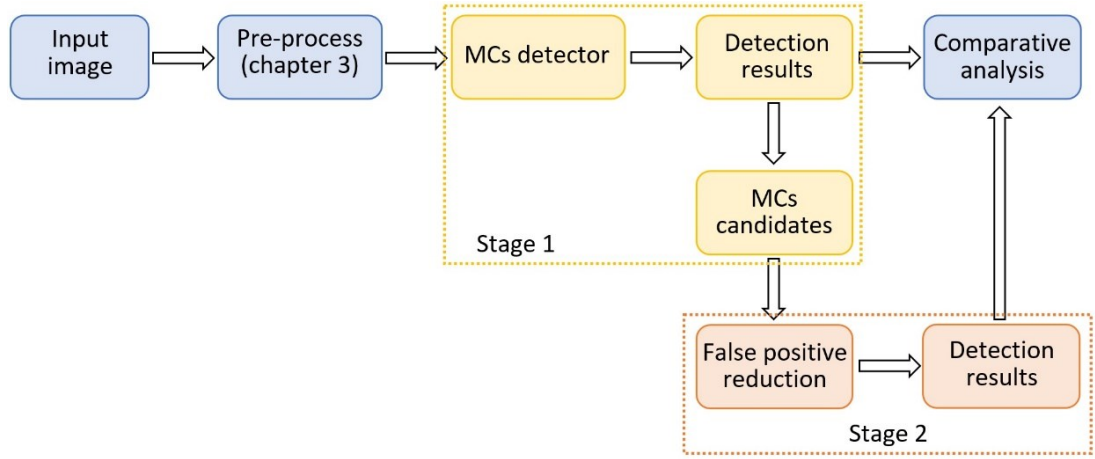 Input
image
Pre-process
(chapter 3)
MCs detector
Detection
results
Comparative
analysis
MCs
candidates
Stage 1
False positive
reduction
Detection
results
Stage 2